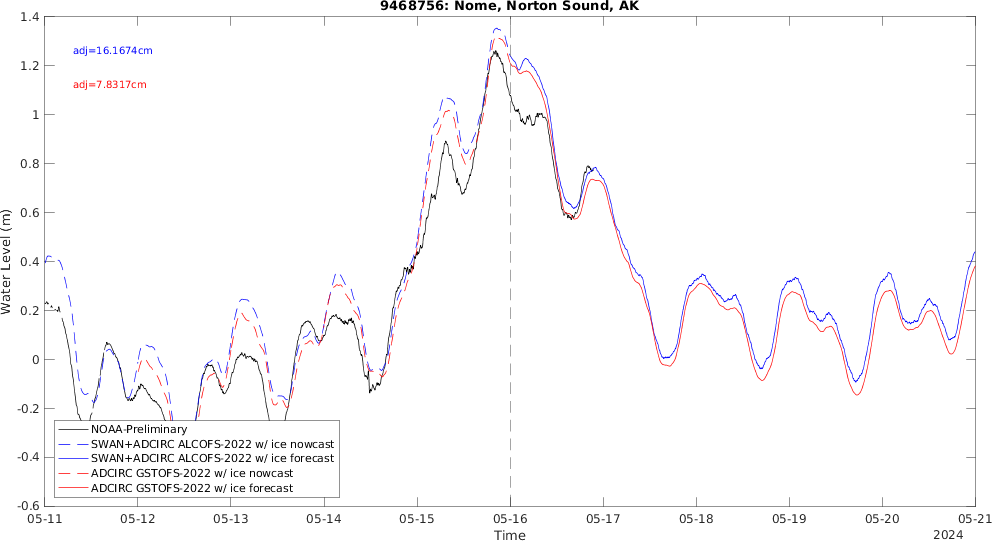 9468756: Nome, Norton Sound, AK
1.4
1.2
1
0.8
0.6
0.4
0.2
0
-0.2
-0.4
-0.6
Water Level (m)
adj=16.1674cm
adj=7.8317cm
NOAA-Preliminary
SWAN+ADCIRC ALCOFS-2022 w/ ice nowcast
SWAN+ADCIRC ALCOFS-2022 w/ ice forecast
ADCIRC GSTOFS-2022 w/ ice nowcast
ADCIRC GSTOFS-2022 w/ ice forecast
05-11 05-12 05-13 05-14 05-15 05-16 05-17 05-18 05-19 05-20 05-21
Time
2024